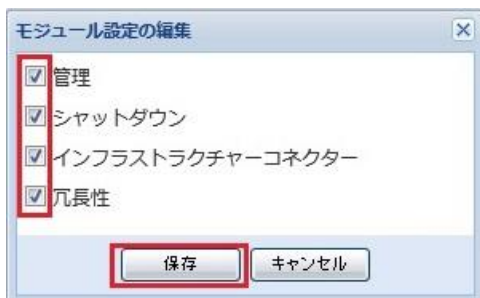 モジュール設定の編集
管理
シャットダウン
インフラストラクチャーコネクター
冗長性
保存 キャンセル